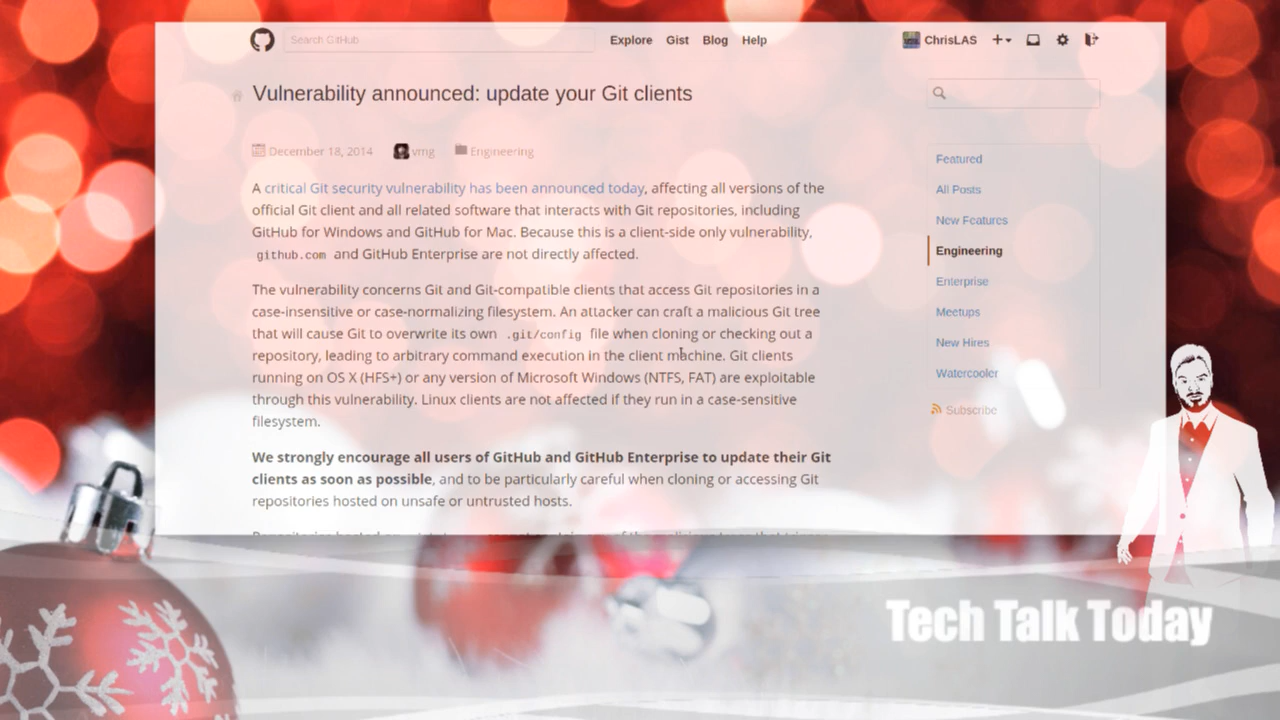 Search GitHub
Explore Gist Blog Help
ChrisLAS
Vulnerability announced: update your Git clients
December 18, 2014 vmg Engineering
A critical Git security vulnerability has been announced today, affecting all versions of the
official Git client and all related software that interacts with Git repositories, including
GitHub for Windows and GitHub for Mac. Because this is a client-side only vulnerability,
github.com and GitHub Enterprise are not directly affected.
The vulnerability concerns Git and Git-compatible clients that access Git repositories in a
case-insensitive or case-normalizing filesystem. An attacker can craft a malicious Git tree
that will cause Git to overwrite its own .git/config file when cloning or checking out a
repository, leading to arbitrary command execution in the client machine. Git clients
running on OS X (HFS+) or any version of Microsoft Windows (NTFS, FAT) are exploitable
through this vulnerability. Linux clients are not affected if they run in a case-sensitive
filesystem.
We strongly encourage all users of GitHub and GitHub Enterprise to update their Git
clients as soon as possible, and to be particularly careful when cloning or accessing Git
repositories hosted on unsafe or untrusted hosts.
Featured
All Posts
New Features
Engineering
Enterprise
Meetups
New Hires
Watercooler
Subscribe
Tech Talk Today